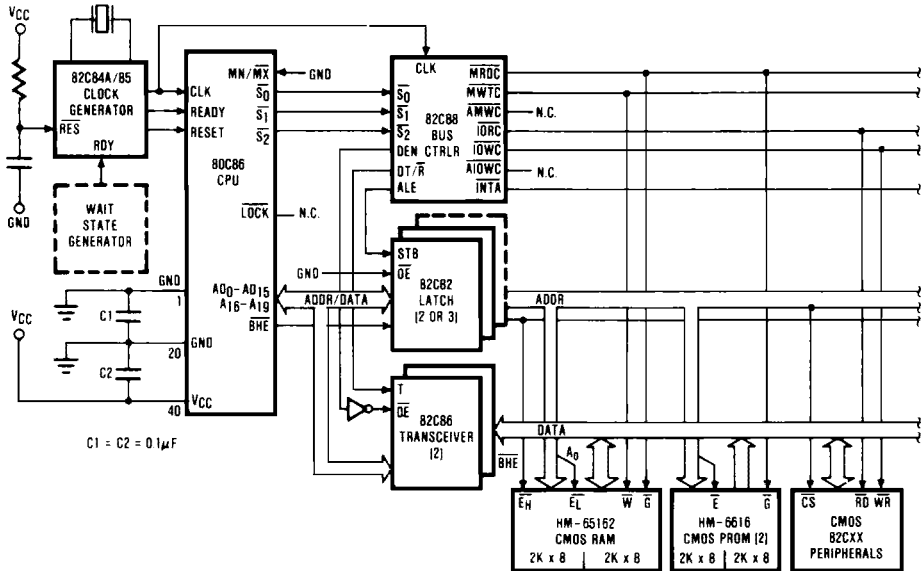 VCC
82C84A/85
CLOCK
GENERATOR
RES
RDY
GND
WAIT
STATE
GENERATOR
CLK
READY
RESET
MN/MX
GND
S0
S1
S2
80C86
CPU
LOCK
N.C.
AD0-AD15
A16-A19
BHE
ADDR/DATA
GND
1
C1
VCC
GND
20
C2
VCC
40
C1 = C2 = 0.1μF
CLK
S0
S1
S2
DEN
DT/R
ALE
82C88
BUS
CTRLR
MRDC
MWTC
AMWC
N.C.
IORC
IOWC
AIOWC
N.C.
INTA
STB
GND
OE
82C82
LATCH
(2 OR 3)
ADDR
T
OE
82C86
TRANSCEIVER
(2)
DATA
BHE
A0
EH
EL
W
G
HM-65162
CMOS RAM
2K x 8
2K x 8
E
G
HM-6616
CMOS PROM (2)
2K x 8
2K x 8
CS
RD
WR
CMOS
82CXX
PERIPHERALS